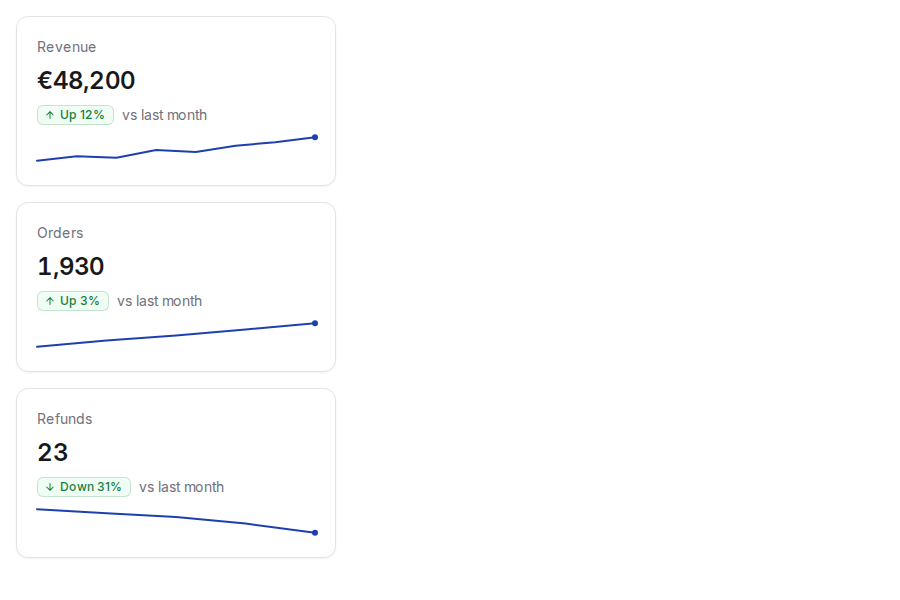 Revenue
€48,200
Up 12% vs last month
Orders
1,930
Up 3% vs last month
Refunds
23
Down 31% vs last month